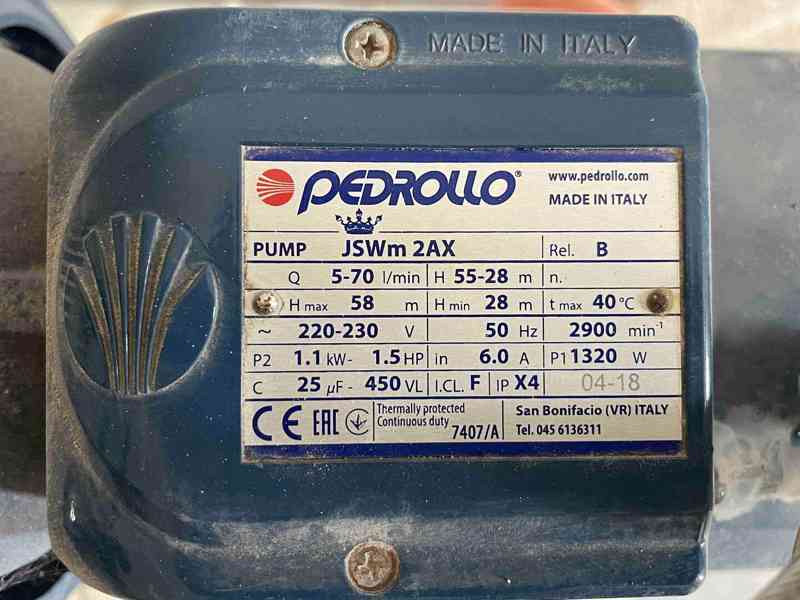 MADE IN ITALY
PEDROLLO®
www.pedrollo.com
MADE IN ITALY
PUMP JSWm 2AX Rel. B
Q 5-70 l/min H 55-28 m n.
H max 58 m H min 28 m t max 40 °C
~ 220-230 V 50 Hz 2900 min-1
P2 1.1 kW- 1.5 HP in 6.0 A P1 1320 W
C 25 µF - 450 VL I.CL. F IP X4 04-18
CE EAC Thermally protected
Continuous duty 7407/A
San Bonifacio (VR) ITALY
Tel. 045 6136311